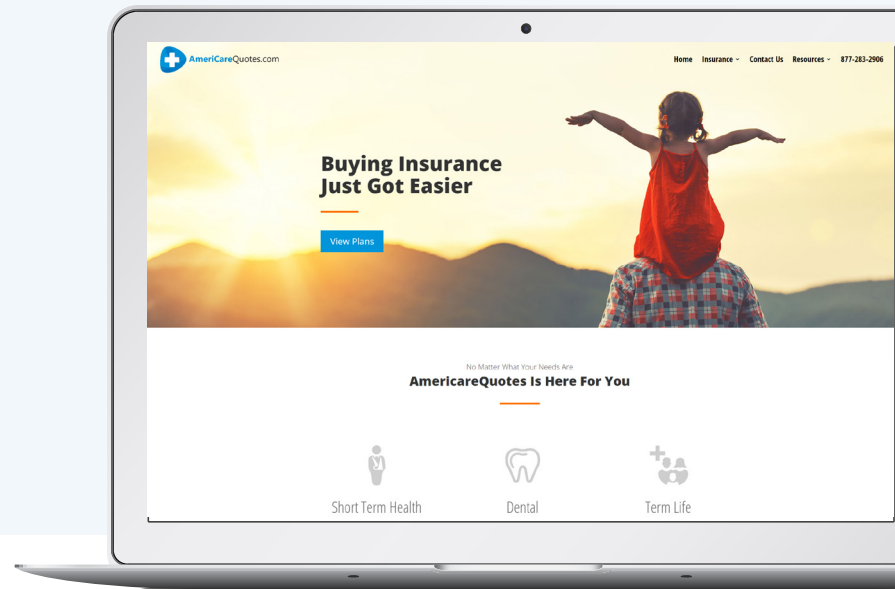 AmeriCareQuotes.com
Home Insurance Contact Us Resources 877-283-2906
Buying Insurance
Just Got Easier
View Plans
No Matter What Your Needs Are
AmericareQuotes Is Here For You
Short Term Health Dental Term Life